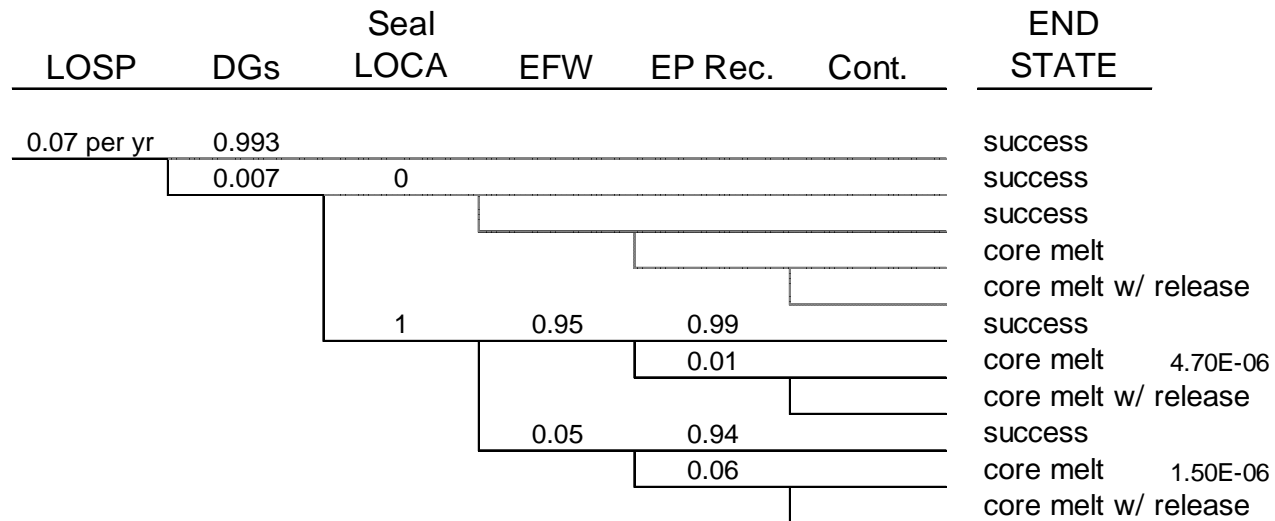 Seal END
LOSP DGs LOCA EFW EP Rec. Cont. STATE
0.07 per yr 0.993 success
0.007 0 success
success
core melt
core melt w/ release
1 0.95 0.99 success
0.01 core melt 4.70E-06
core melt w/ release
0.05 0.94 success
0.06 core melt 1.50E-06
core melt w/ release